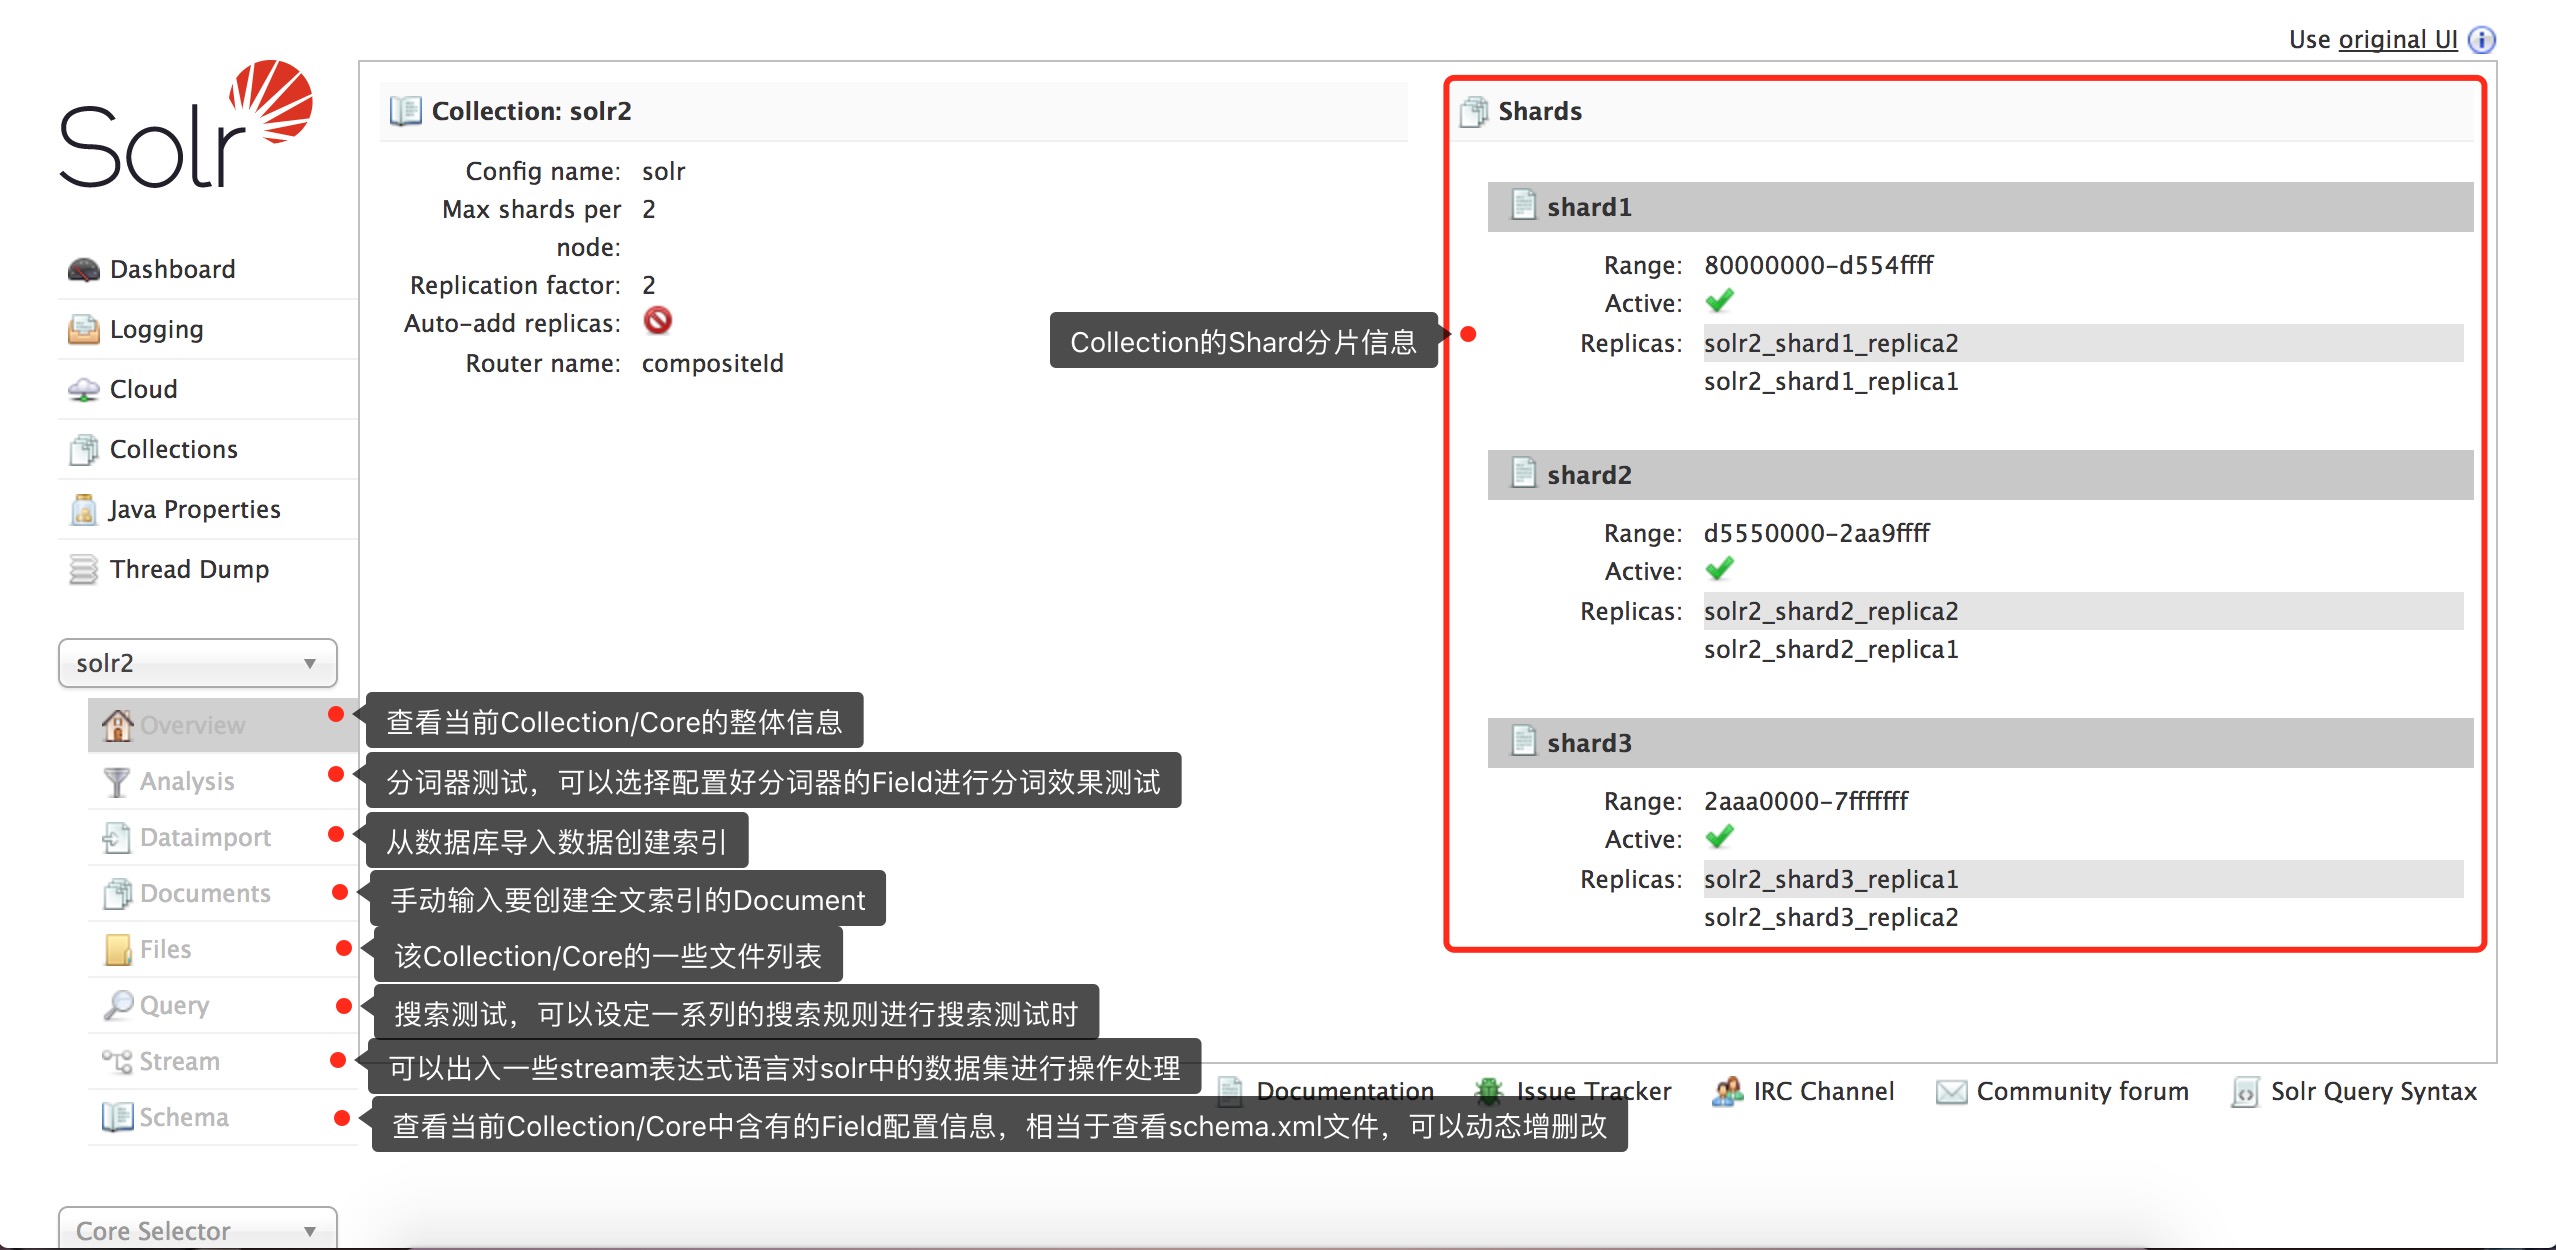 Use original UI
Solr
Dashboard
Logging
Cloud
Collections
Java Properties
Thread Dump
solr2
Overview
Analysis
Dataimport
Documents
Files
Query
Stream
Schema
Core Selector
Collection: solr2
Config name: solr
Max shards per 2
node:
Replication factor: 2
Auto-add replicas:
Router name: compositeId
Collection的Shard分片信息
Shards
shard1
Range: 80000000-d554ffff
Active:
Replicas: solr2_shard1_replica2
solr2_shard1_replica1
shard2
Range: d5550000-2aa9ffff
Active:
Replicas: solr2_shard2_replica2
solr2_shard2_replica1
shard3
Range: 2aaa0000-7fffffff
Active:
Replicas: solr2_shard3_replica1
solr2_shard3_replica2
查看当前Collection/Core的整体信息
分词器测试，可以选择配置好分词器的Field进行分词效果测试
从数据库导入数据创建索引
手动输入要创建全文索引的Document
该Collection/Core的一些文件列表
搜索测试，可以设定一系列的搜索规则进行搜索测试时
可以出入一些stream表达式语言对solr中的数据集进行操作处理
查看当前Collection/Core中含有的Field配置信息，相当于查看schema.xml文件，可以动态增删改
Documentation
Issue Tracker
IRC Channel
Community forum
Solr Query Syntax